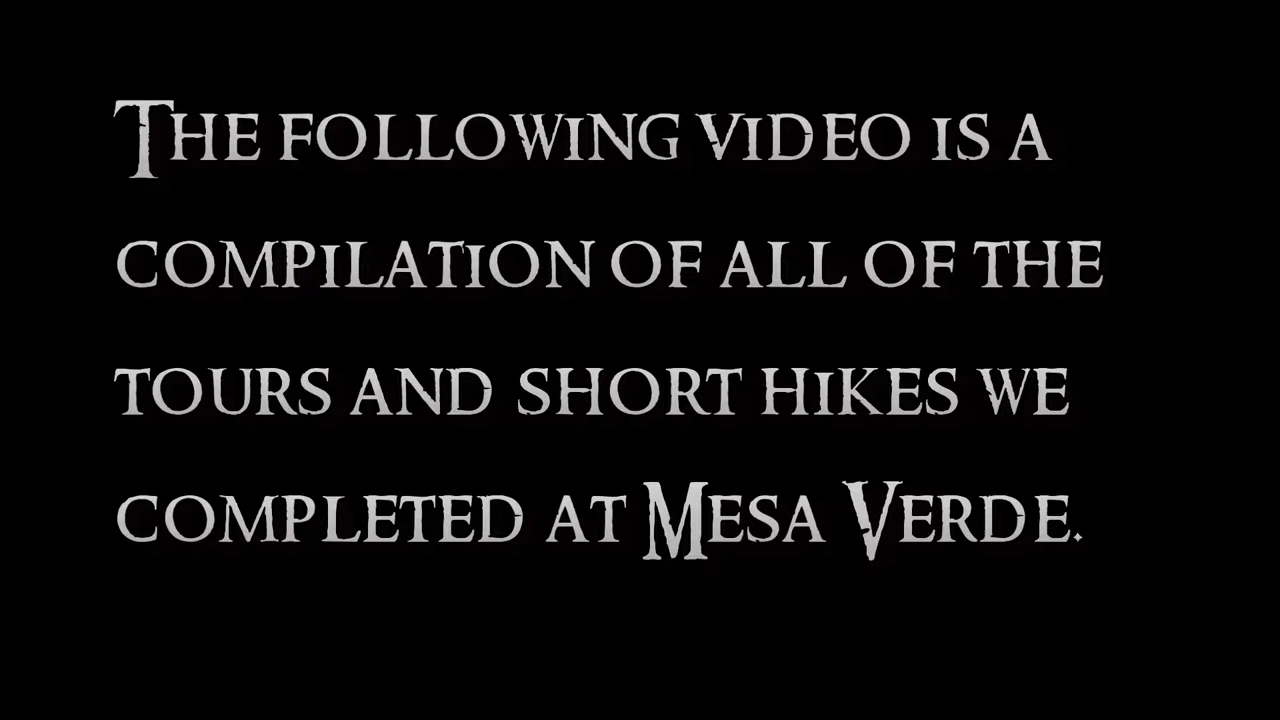 The following video is a
compilation of all of the
tours and short hikes we
completed at Mesa Verde.